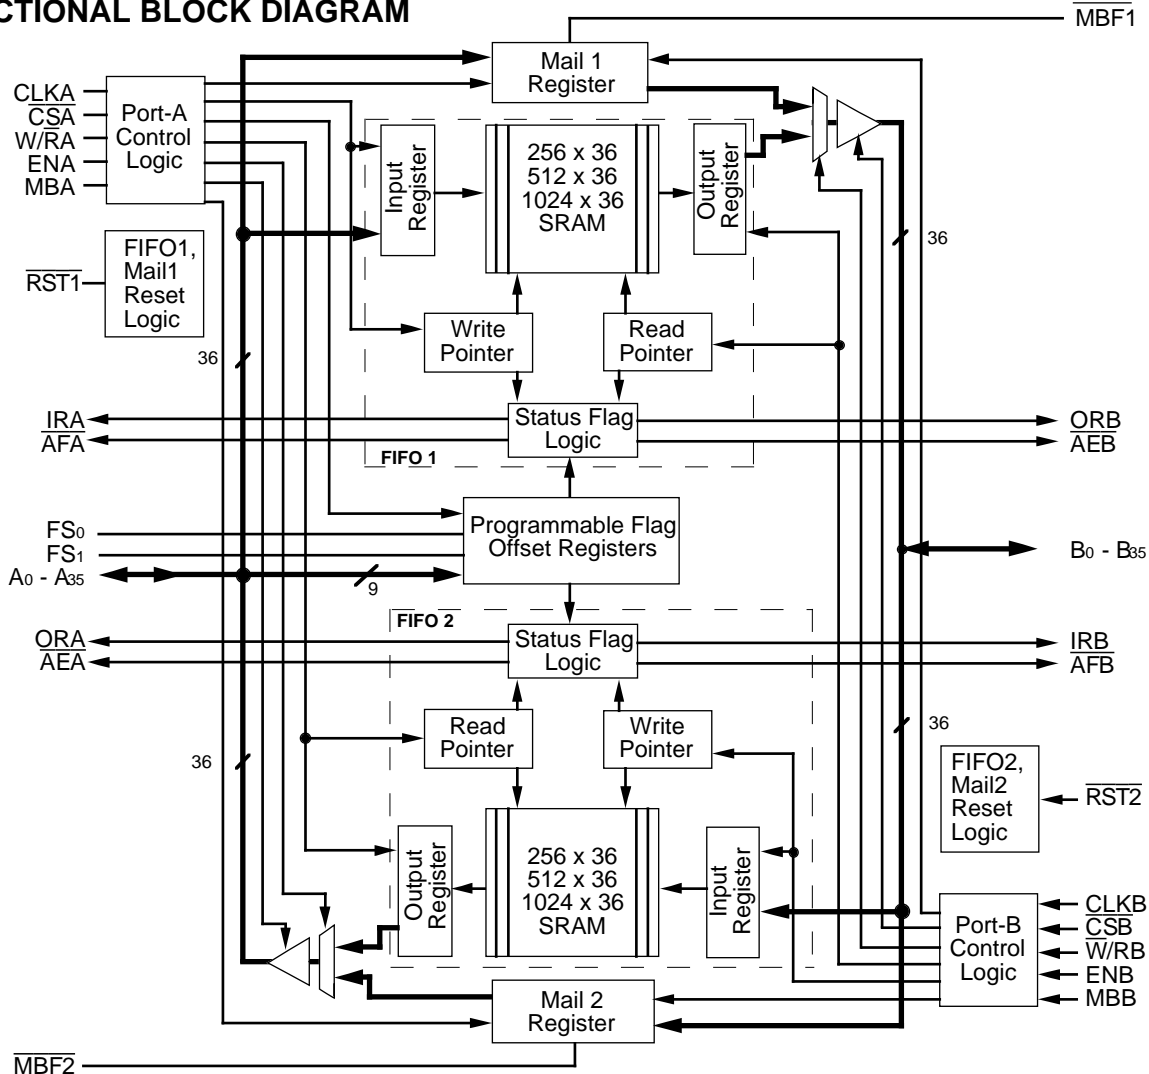 CTIONAL BLOCK DIAGRAM
MBF1
Mail 1
Register
CLKA
CSA
W/RA
ENA
MBA
Port-A
Control
Logic
Input
Register
256 x 36
512 x 36
1024 x 36
SRAM
Output
Register
36
RST1
FIFO1,
Mail1
Reset
Logic
Write
Pointer
Read
Pointer
36
IRA
AFA
Status Flag
Logic
ORB
AEB
FIFO 1
FS0
FS1
A0 - A35
Programmable Flag
Offset Registers
9
B0 - B35
FIFO 2
ORA
AEA
Status Flag
Logic
IRB
AFB
Read
Pointer
Write
Pointer
36
36
FIFO2,
Mail2
Reset
Logic
RST2
Output
Register
256 x 36
512 x 36
1024 x 36
SRAM
Input
Register
Port-B
Control
Logic
CLKB
CSB
W/RB
ENB
MBB
Mail 2
Register
MBF2